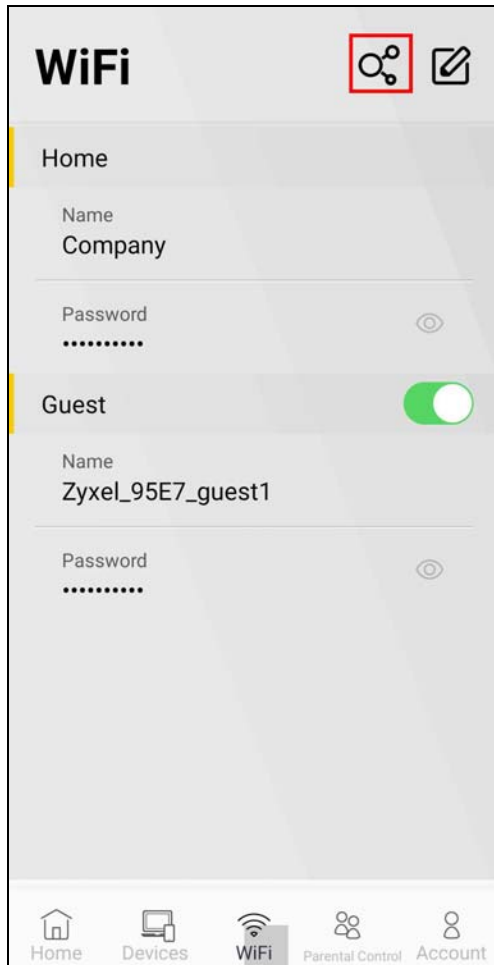 WiFi
Home
Name
Company
Password
••••••••••
Guest
Name
Zyxel_95E7_guest1
Password
••••••••••
Home Devices WiFi Parental Control Account